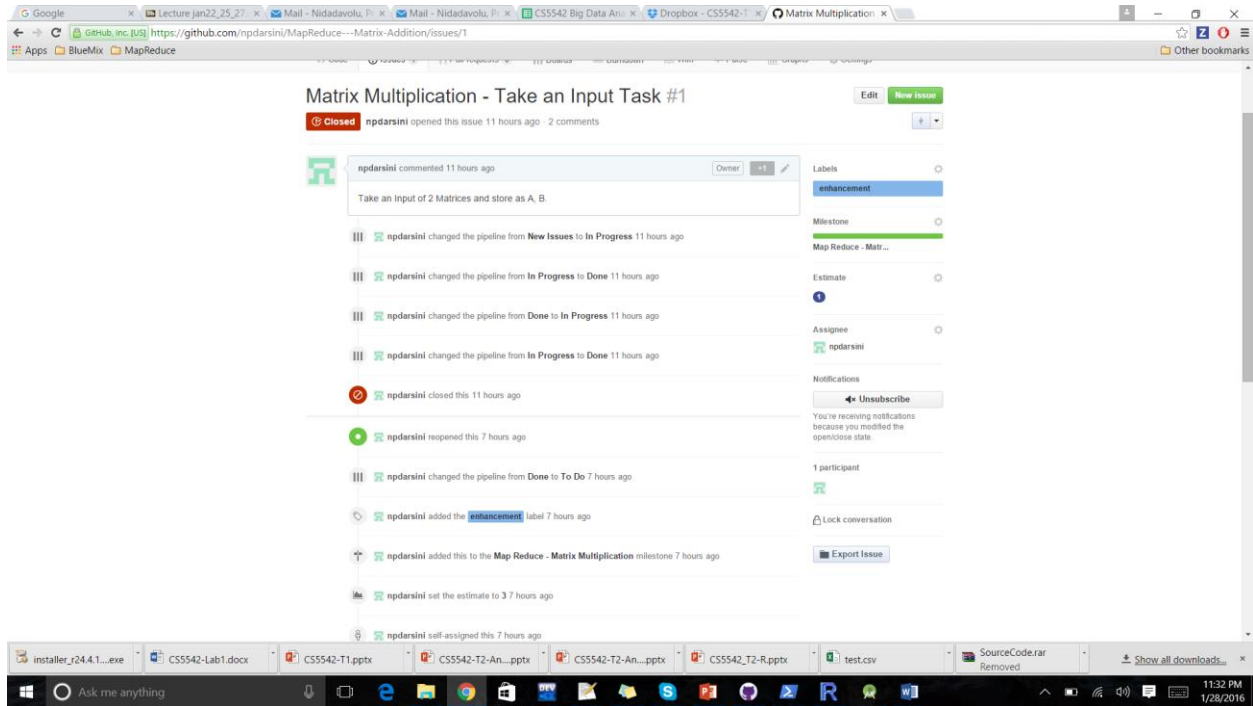 G Google
Lecture jan22_25_27.
Mail - Nidadavolu, P
Mail - Nidadavolu, P
CS5542 Big Data Ana
Dropbox - CS5542-T
Matrix Multiplication
GitHub, Inc. [US] https://github.com/npdarsini/MapReduce---Matrix-Addition/issues/1
Apps BlueMix MapReduce Other bookmarks
Matrix Multiplication - Take an Input Task #1
Edit New issue
Closed npdarsini opened this issue 11 hours ago · 2 comments
npdarsini commented 11 hours ago Owner +1
Take an Input of 2 Matrices and store as A, B.
npdarsini changed the pipeline from New Issues to In Progress 11 hours ago
npdarsini changed the pipeline from In Progress to Done 11 hours ago
npdarsini changed the pipeline from Done to In Progress 11 hours ago
npdarsini changed the pipeline from In Progress to Done 11 hours ago
npdarsini closed this 11 hours ago
npdarsini reopened this 7 hours ago
npdarsini changed the pipeline from Done to To Do 7 hours ago
npdarsini added the enhancement label 7 hours ago
npdarsini added this to the Map Reduce - Matrix Multiplication milestone 7 hours ago
npdarsini set the estimate to 3 7 hours ago
npdarsini self-assigned this 7 hours ago
Labels
enhancement
Milestone
Map Reduce - Matr...
Estimate
1
Assignee
npdarsini
Notifications
Unsubscribe
You're receiving notifications
because you modified the
open/close state.
1 participant
Lock conversation
Export Issue
installer_r24.4.1....exe
CS5542-Lab1.docx
CS5542-T1.pptx
CS5542-T2-An....pptx
CS5542-T2-An....pptx
CS5542_T2-R.pptx
test.csv
SourceCode.rar
Removed
Show all downloads...
Ask me anything
11:32 PM
1/28/2016